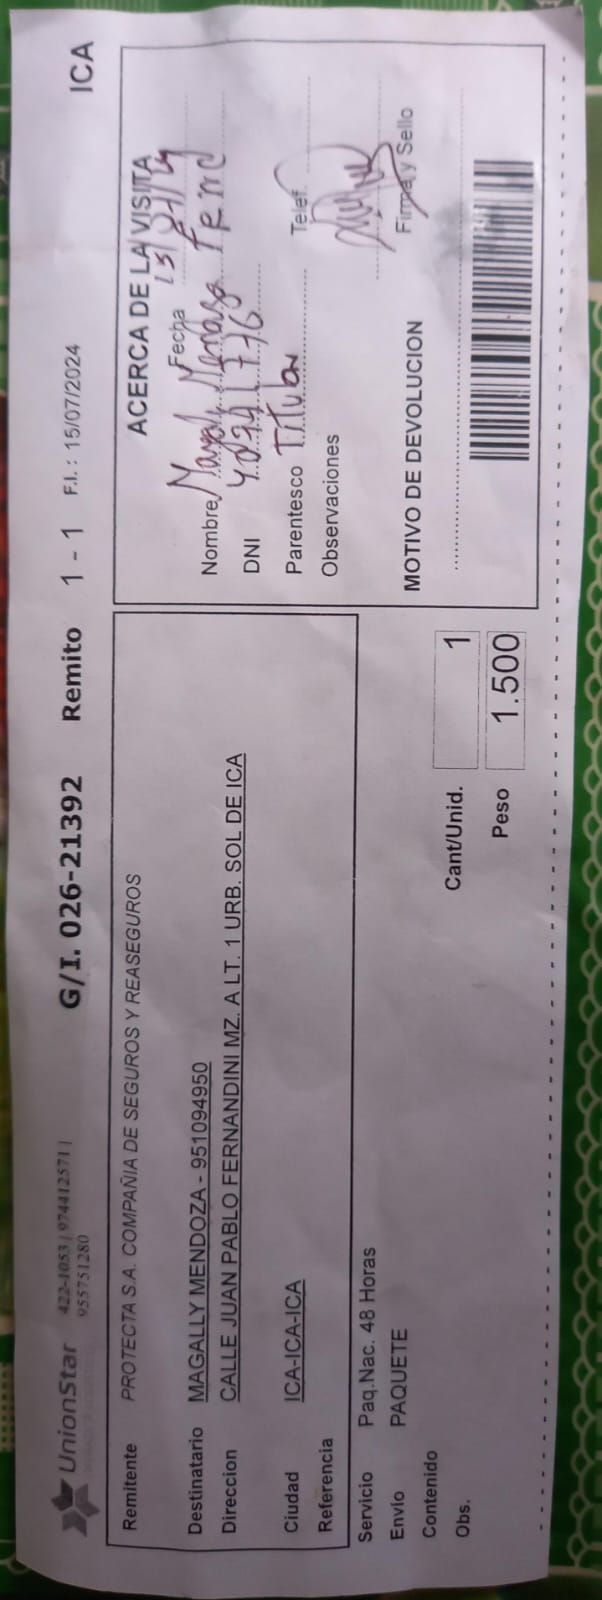 UnionStar 422-1053 | 974412571 | 955751280 G/I. 026-21392 Remito 1 - 1 F.I. : 15/07/2024 ICA
Remitente PROTECTA S.A. COMPAÑIA DE SEGUROS Y REASEGUROS
Destinatario MAGALLY MENDOZA - 951094950
Direccion CALLE JUAN PABLO FERNANDINI MZ. A LT. 1 URB. SOL DE ICA
Ciudad ICA-ICA-ICA
Referencia
Servicio Paq.Nac. 48 Horas
Envío PAQUETE
Contenido
Obs.
Cant/Unid. 1
Peso 1.500
ACERCA DE LA VISITA
Fecha
Nombre Magaly
DNI
Parentesco Titular Telef.
Observaciones
Firma y Sello
MOTIVO DE DEVOLUCION